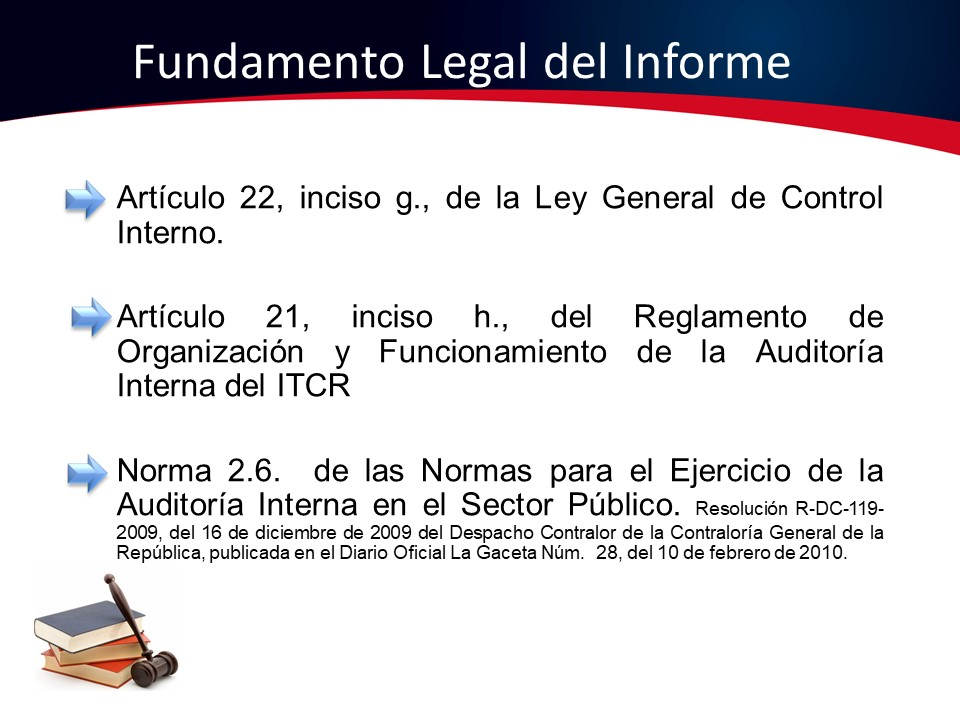 Fundamento Legal del Informe
Artículo 22, inciso g., de la Ley General de Control
Interno.
Artículo 21, inciso h., del Reglamento de
Organización y Funcionamiento de la Auditoría
Interna del ITCR
Norma 2.6. de las Normas para el Ejercicio de la
Auditoría Interna en el Sector Público. Resolución R-DC-119-
2009, del 16 de diciembre de 2009 del Despacho Contralor de la Contraloría General de la
República, publicada en el Diario Oficial La Gaceta Núm. 28, del 10 de febrero de 2010.